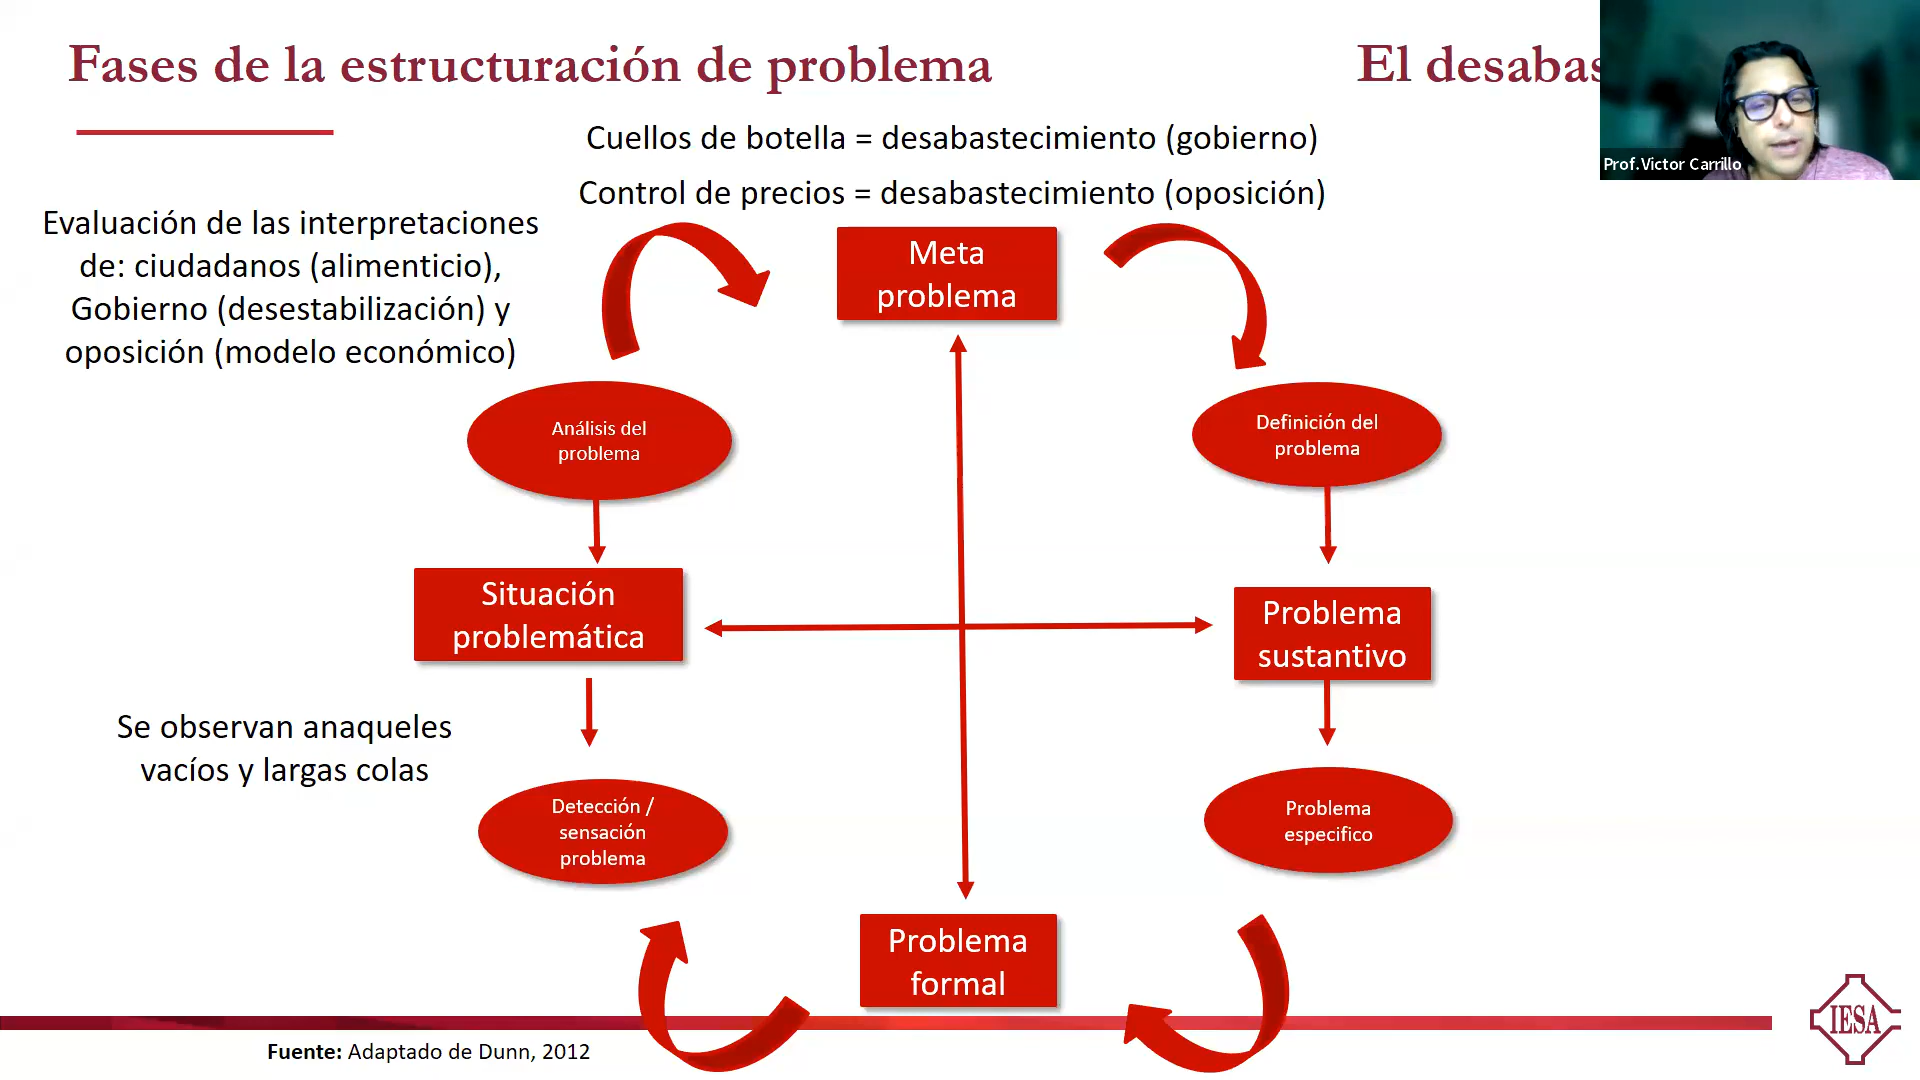 Fases de la estructuración de problema
El desabas
Prof. Victor Carrillo
Cuellos de botella = desabastecimiento (gobierno)
Control de precios = desabastecimiento (oposición)
Evaluación de las interpretaciones
de: ciudadanos (alimenticio),
Gobierno (desestabilización) y
oposición (modelo económico)
Meta
problema
Análisis del
problema
Definición del
problema
Situación
problemática
Problema
sustantivo
Se observan anaqueles
vacíos y largas colas
Detección /
sensación
problema
Problema
especifico
Problema
formal
IESA
Fuente: Adaptado de Dunn, 2012